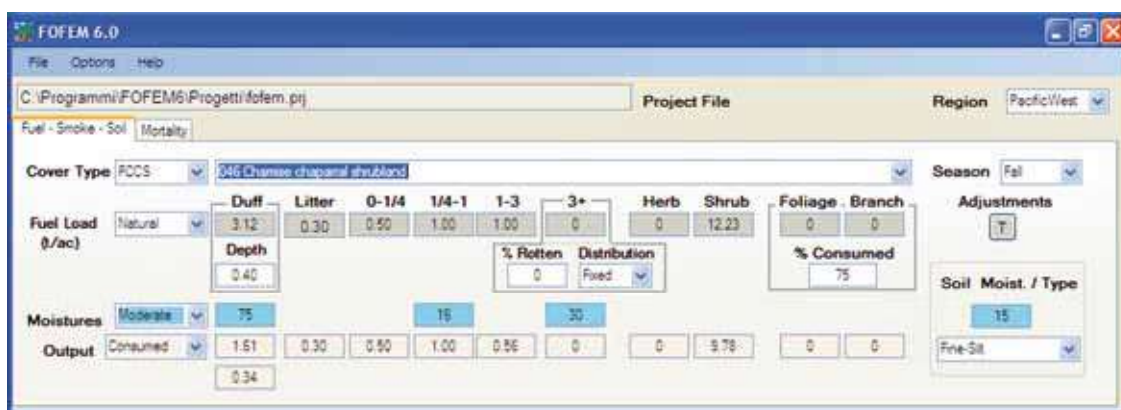 FOFEM 6.0
File Options Help
C:\Programmi\FOFEM6\Progetti\fofem.prj Project File Region PacificWest
Fuel - Smoke - Soil Mortality
Cover Type FCCS 046 Chamise chaparral shrubland Season Fall
Duff Litter 0-1/4 1/4-1 1-3 3+ Herb Shrub Foliage Branch Adjustments
Fuel Load Natural 3.12 0.30 0.50 1.00 1.00 0 0 12.23 0 0 T
(t/ac) Depth % Rotten Distribution % Consumed
0.40 0 Fixed 75
Soil Moist. / Type
Moistures Moderate 75 16 30 15
Output Consumed 1.61 0.30 0.50 1.00 0.56 0 0 9.78 0 0 Fine-Silt
0.34